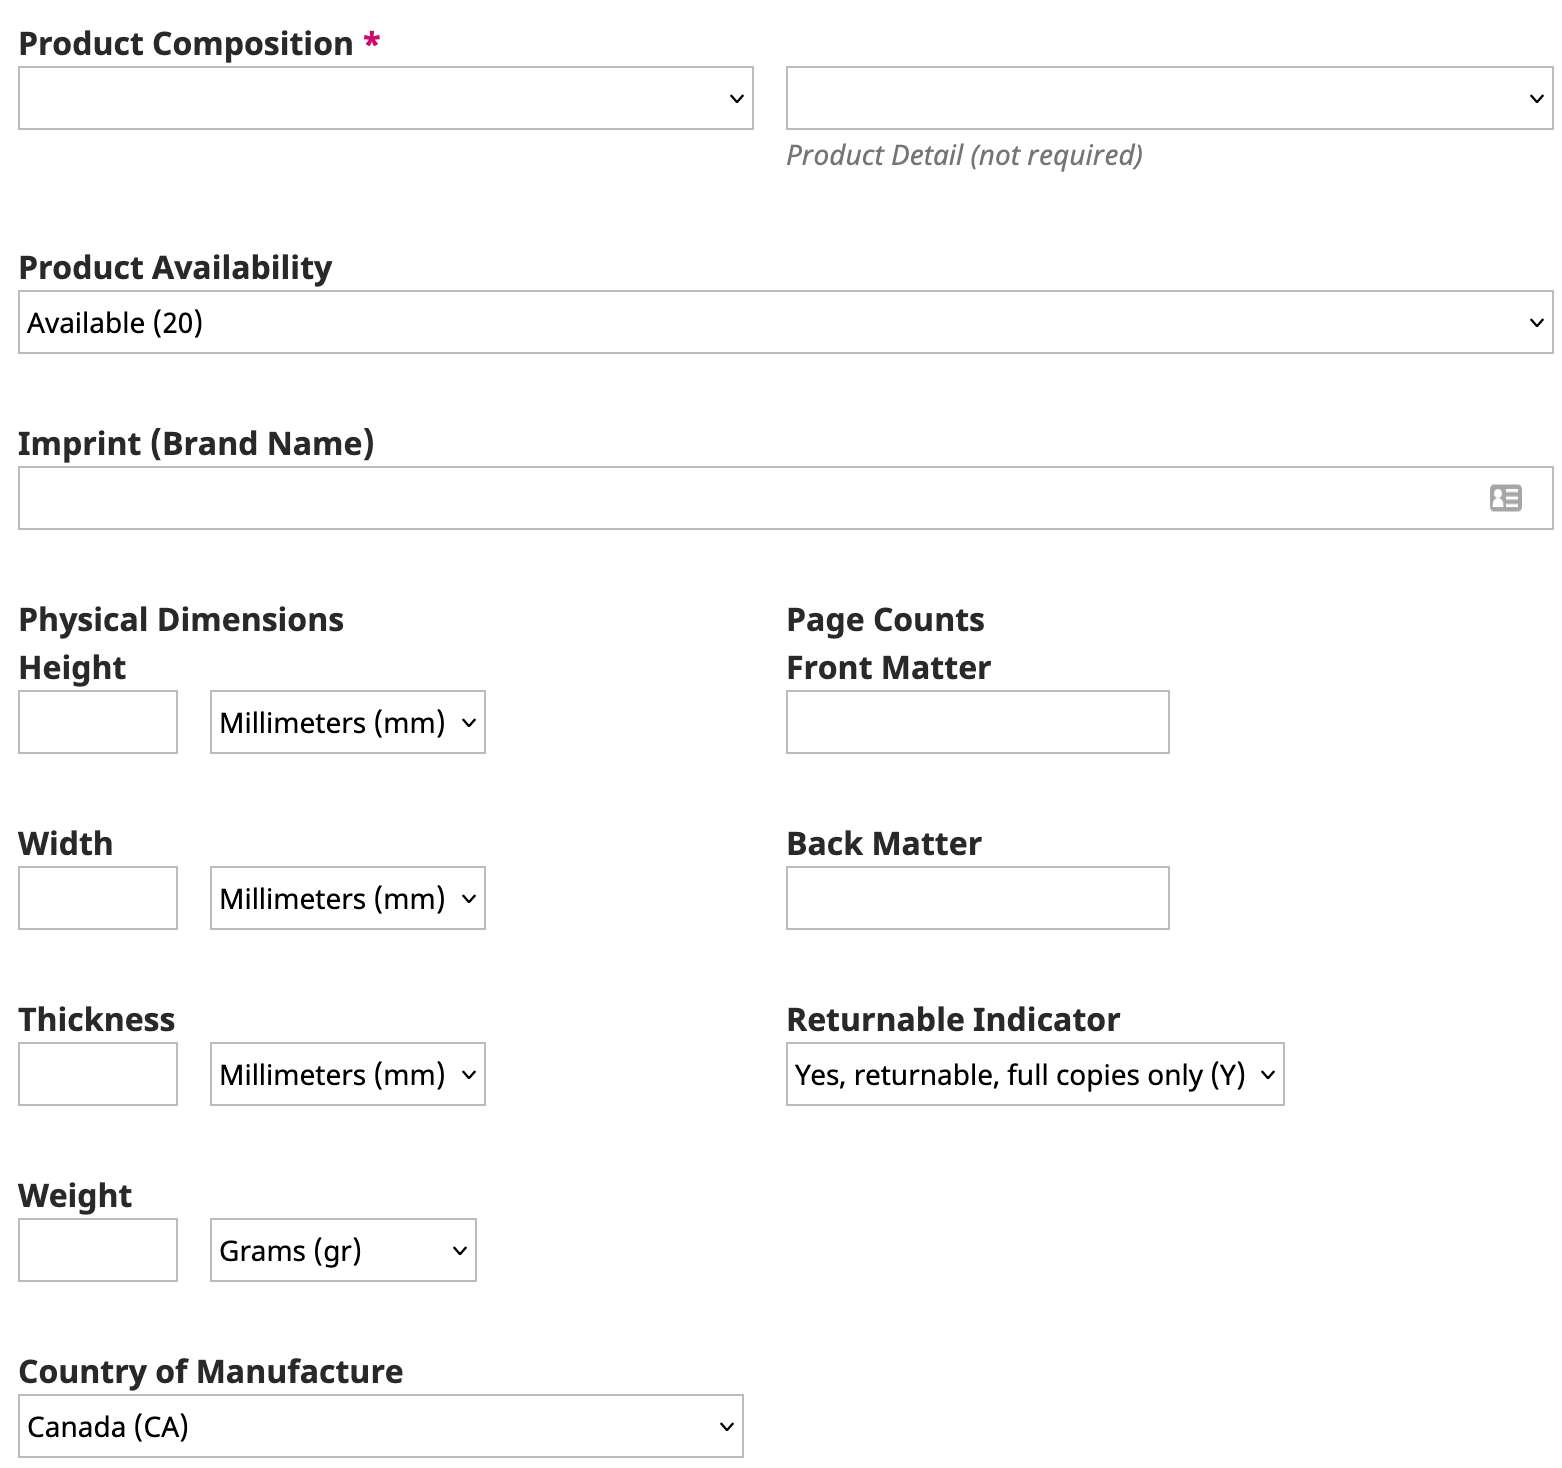 Product Composition *
Product Detail (not required)
Product Availability
Available (20)
Imprint (Brand Name)
Physical Dimensions
Height
Millimeters (mm)
Width
Millimeters (mm)
Thickness
Millimeters (mm)
Weight
Grams (gr)
Page Counts
Front Matter
Back Matter
Returnable Indicator
Yes, returnable, full copies only (Y)
Country of Manufacture
Canada (CA)